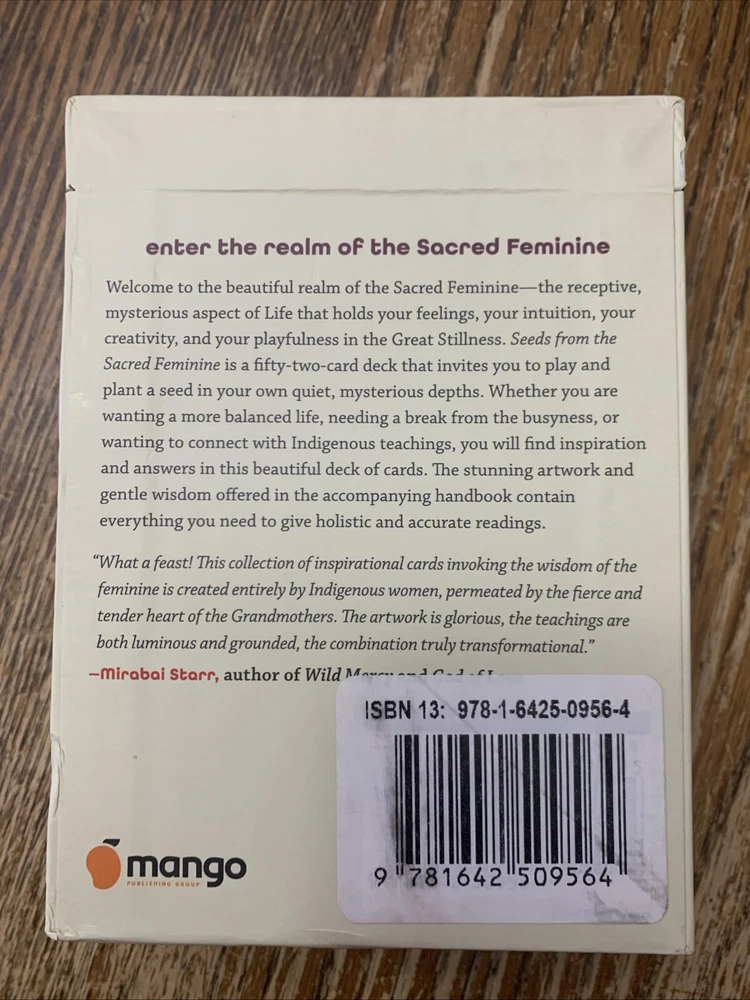 enter the realm of the Sacred Feminine
Welcome to the beautiful realm of the Sacred Feminine—the receptive,
mysterious aspect of Life that holds your feelings, your intuition, your
creativity, and your playfulness in the Great Stillness. Seeds from the
Sacred Feminine is a fifty-two-card deck that invites you to play and
plant a seed in your own quiet, mysterious depths. Whether you are
wanting a more balanced life, needing a break from the busyness, or
wanting to connect with Indigenous teachings, you will find inspiration
and answers in this beautiful deck of cards. The stunning artwork and
gentle wisdom offered in the accompanying handbook contain
everything you need to give holistic and accurate readings.
“What a feast! This collection of inspirational cards invoking the wisdom of the
feminine is created entirely by Indigenous women, permeated by the fierce and
tender heart of the Grandmothers. The artwork is glorious, the teachings are
both luminous and grounded, the combination truly transformational.”
—Mirabai Starr, author of Wild Mercy and God of
ISBN 13: 978-1-6425-0956-4
9 781642 509564
mango
PUBLISHING GROUP